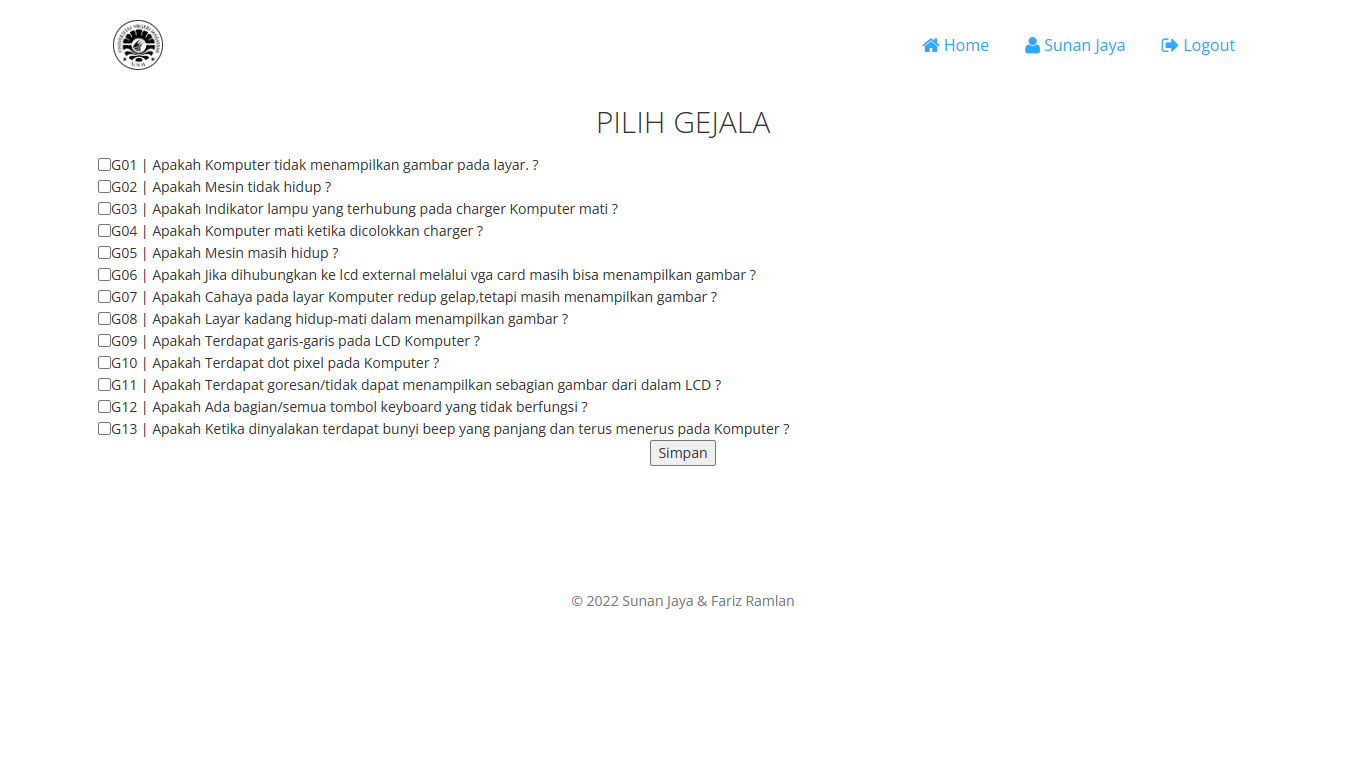 Home
Sunan Jaya
Logout
PILIH GEJALA
G01 | Apakah Komputer tidak menampilkan gambar pada layar. ?
G02 | Apakah Mesin tidak hidup ?
G03 | Apakah Indikator lampu yang terhubung pada charger Komputer mati ?
G04 | Apakah Komputer mati ketika dicolokkan charger ?
G05 | Apakah Mesin masih hidup ?
G06 | Apakah Jika dihubungkan ke lcd external melalui vga card masih bisa menampilkan gambar ?
G07 | Apakah Cahaya pada layar Komputer redup gelap,tetapi masih menampilkan gambar ?
G08 | Apakah Layar kadang hidup-mati dalam menampilkan gambar ?
G09 | Apakah Terdapat garis-garis pada LCD Komputer ?
G10 | Apakah Terdapat dot pixel pada Komputer ?
G11 | Apakah Terdapat goresan/tidak dapat menampilkan sebagian gambar dari dalam LCD ?
G12 | Apakah Ada bagian/semua tombol keyboard yang tidak berfungsi ?
G13 | Apakah Ketika dinyalakan terdapat bunyi beep yang panjang dan terus menerus pada Komputer ?
Simpan
© 2022 Sunan Jaya & Fariz Ramlan